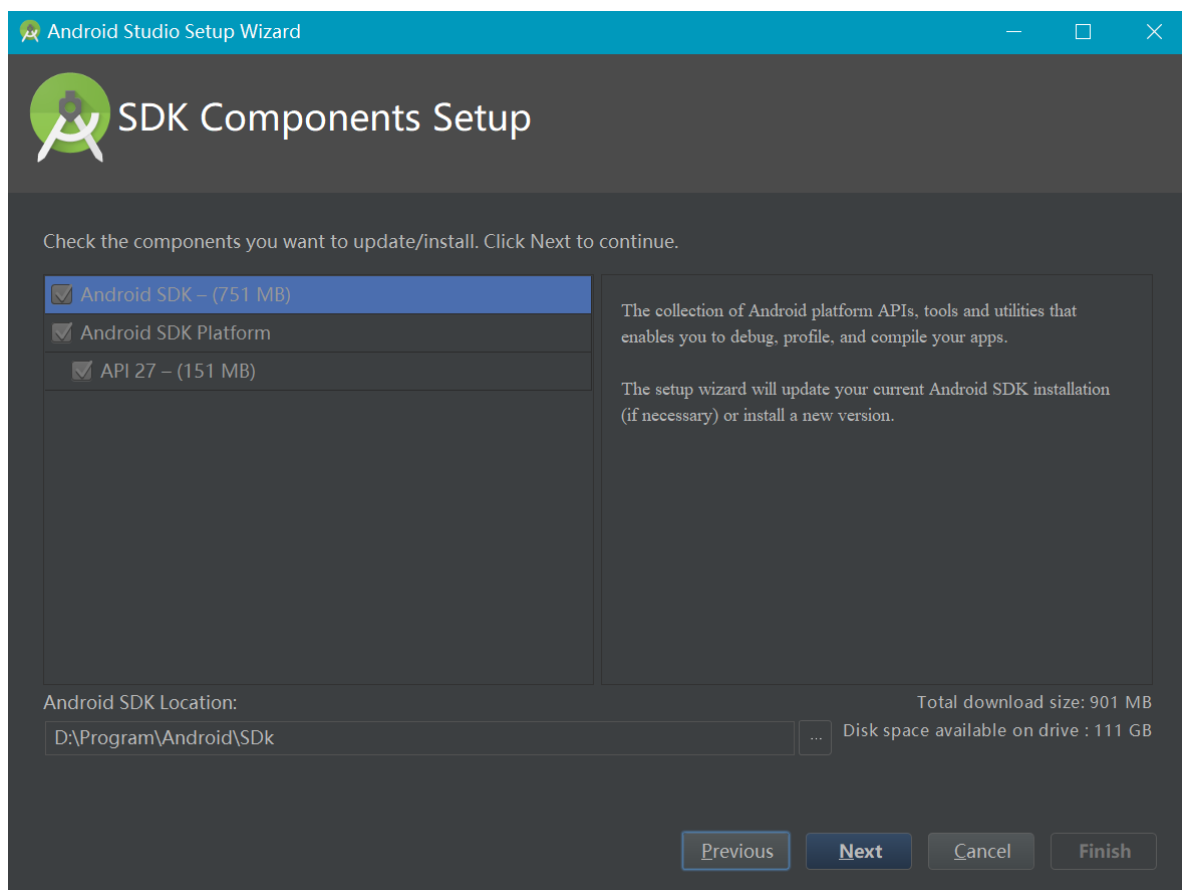 Android Studio Setup Wizard
SDK Components Setup
Check the components you want to update/install. Click Next to continue.
Android SDK – (751 MB)
Android SDK Platform
API 27 – (151 MB)
The collection of Android platform APIs, tools and utilities that
enables you to debug, profile, and compile your apps.
The setup wizard will update your current Android SDK installation
(if necessary) or install a new version.
Android SDK Location:
Total download size: 901 MB
D:\Program\Android\SDk
...
Disk space available on drive : 111 GB
Previous
Next
Cancel
Finish